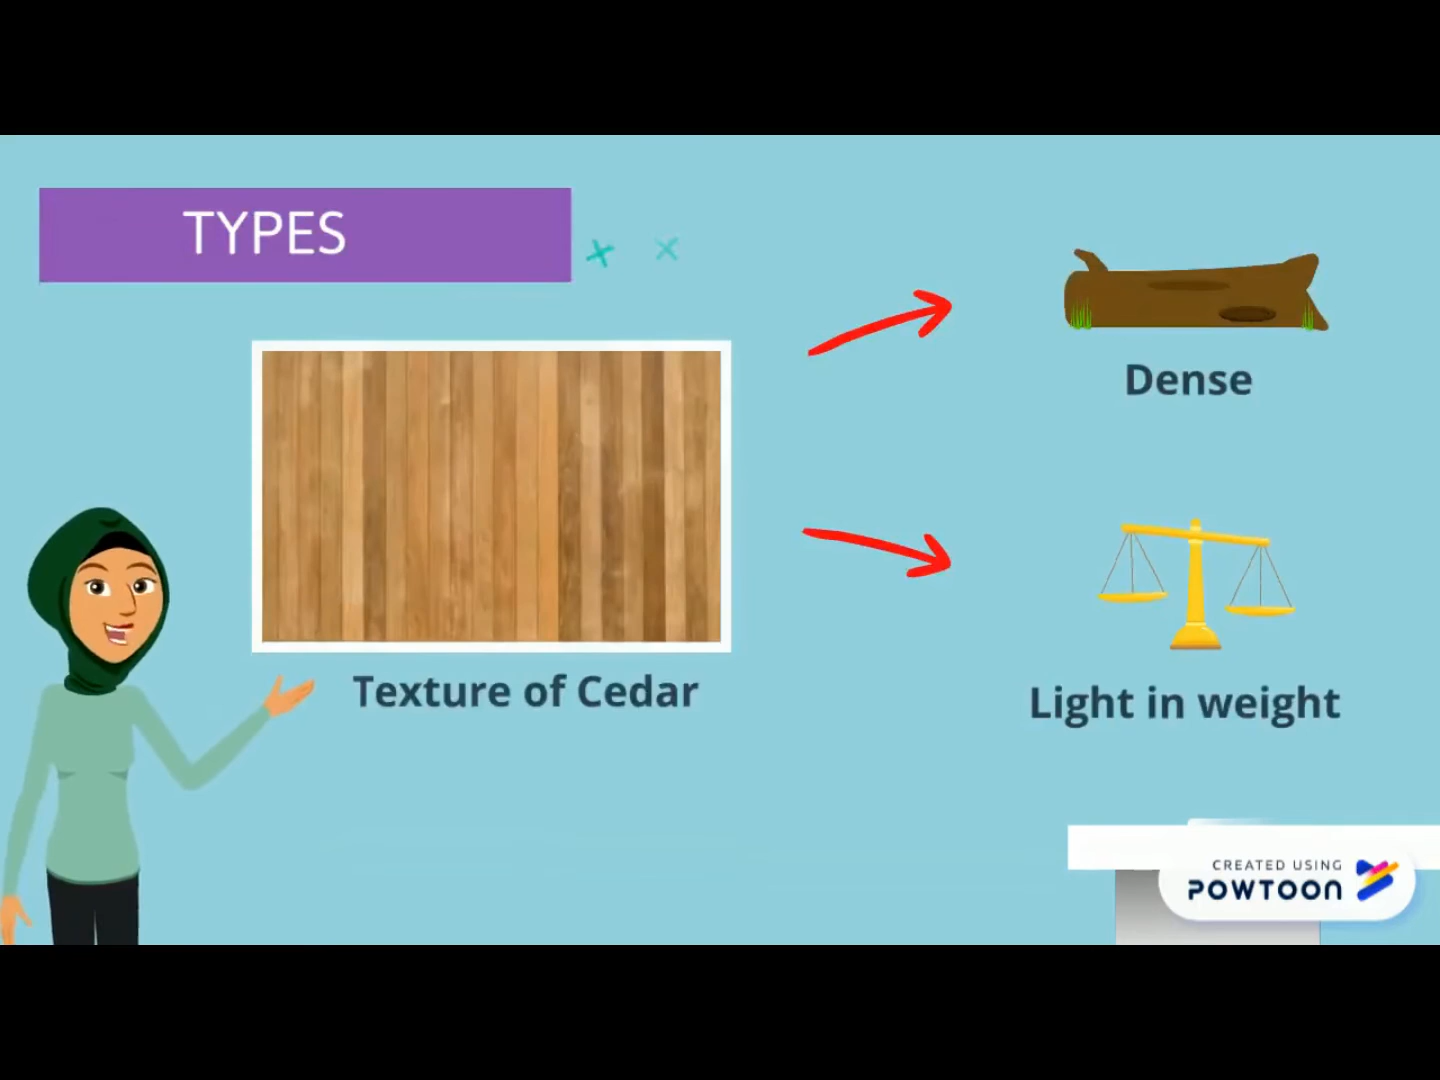 TYPES
Dense
Texture of Cedar
Light in weight
CREATED USING
POWTOON